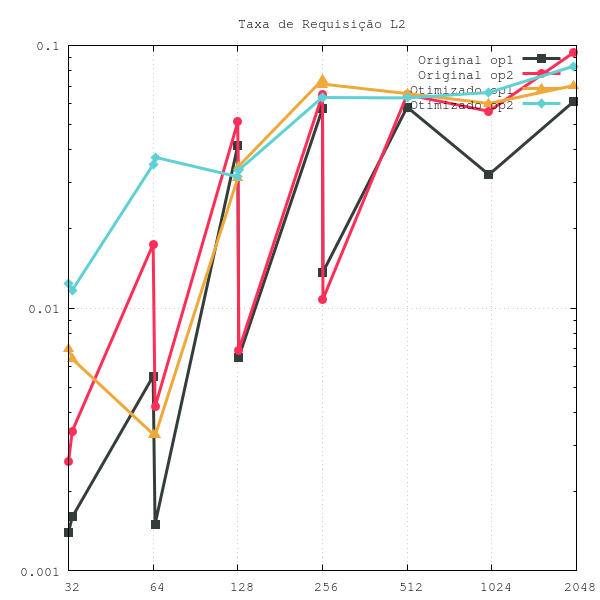 Taxa de Requisição L2
0.1
Original op1
Original op2
Otimizado op1
Otimizado op2
0.01
0.001
32 64 128 256 512 1024 2048